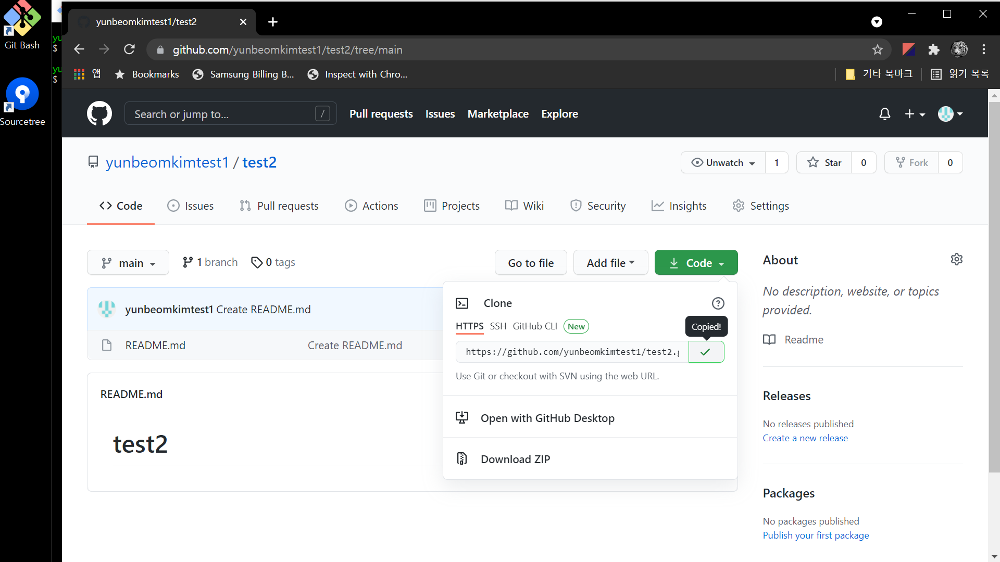 Git Bash
Sourcetree
yu
$
yu
$
yunbeomkimtest1/test2
github.com/yunbeomkimtest1/test2/tree/main
앱 Bookmarks Samsung Billing B... Inspect with Chro... 기타 북마크 읽기 목록
Search or jump to... / Pull requests Issues Marketplace Explore
yunbeomkimtest1 / test2 Unwatch 1 Star 0 Fork 0
Code Issues Pull requests Actions Projects Wiki Security Insights Settings
main 1 branch 0 tags Go to file Add file Code
yunbeomkimtest1 Create README.md
README.md Create README.md
README.md
test2
Clone
HTTPS SSH GitHub CLI New Copied!
https://github.com/yunbeomkimtest1/test2.g
Use Git or checkout with SVN using the web URL.
Open with GitHub Desktop
Download ZIP
About
No description, website, or topics
provided.
Readme
Releases
No releases published
Create a new release
Packages
No packages published
Publish your first package